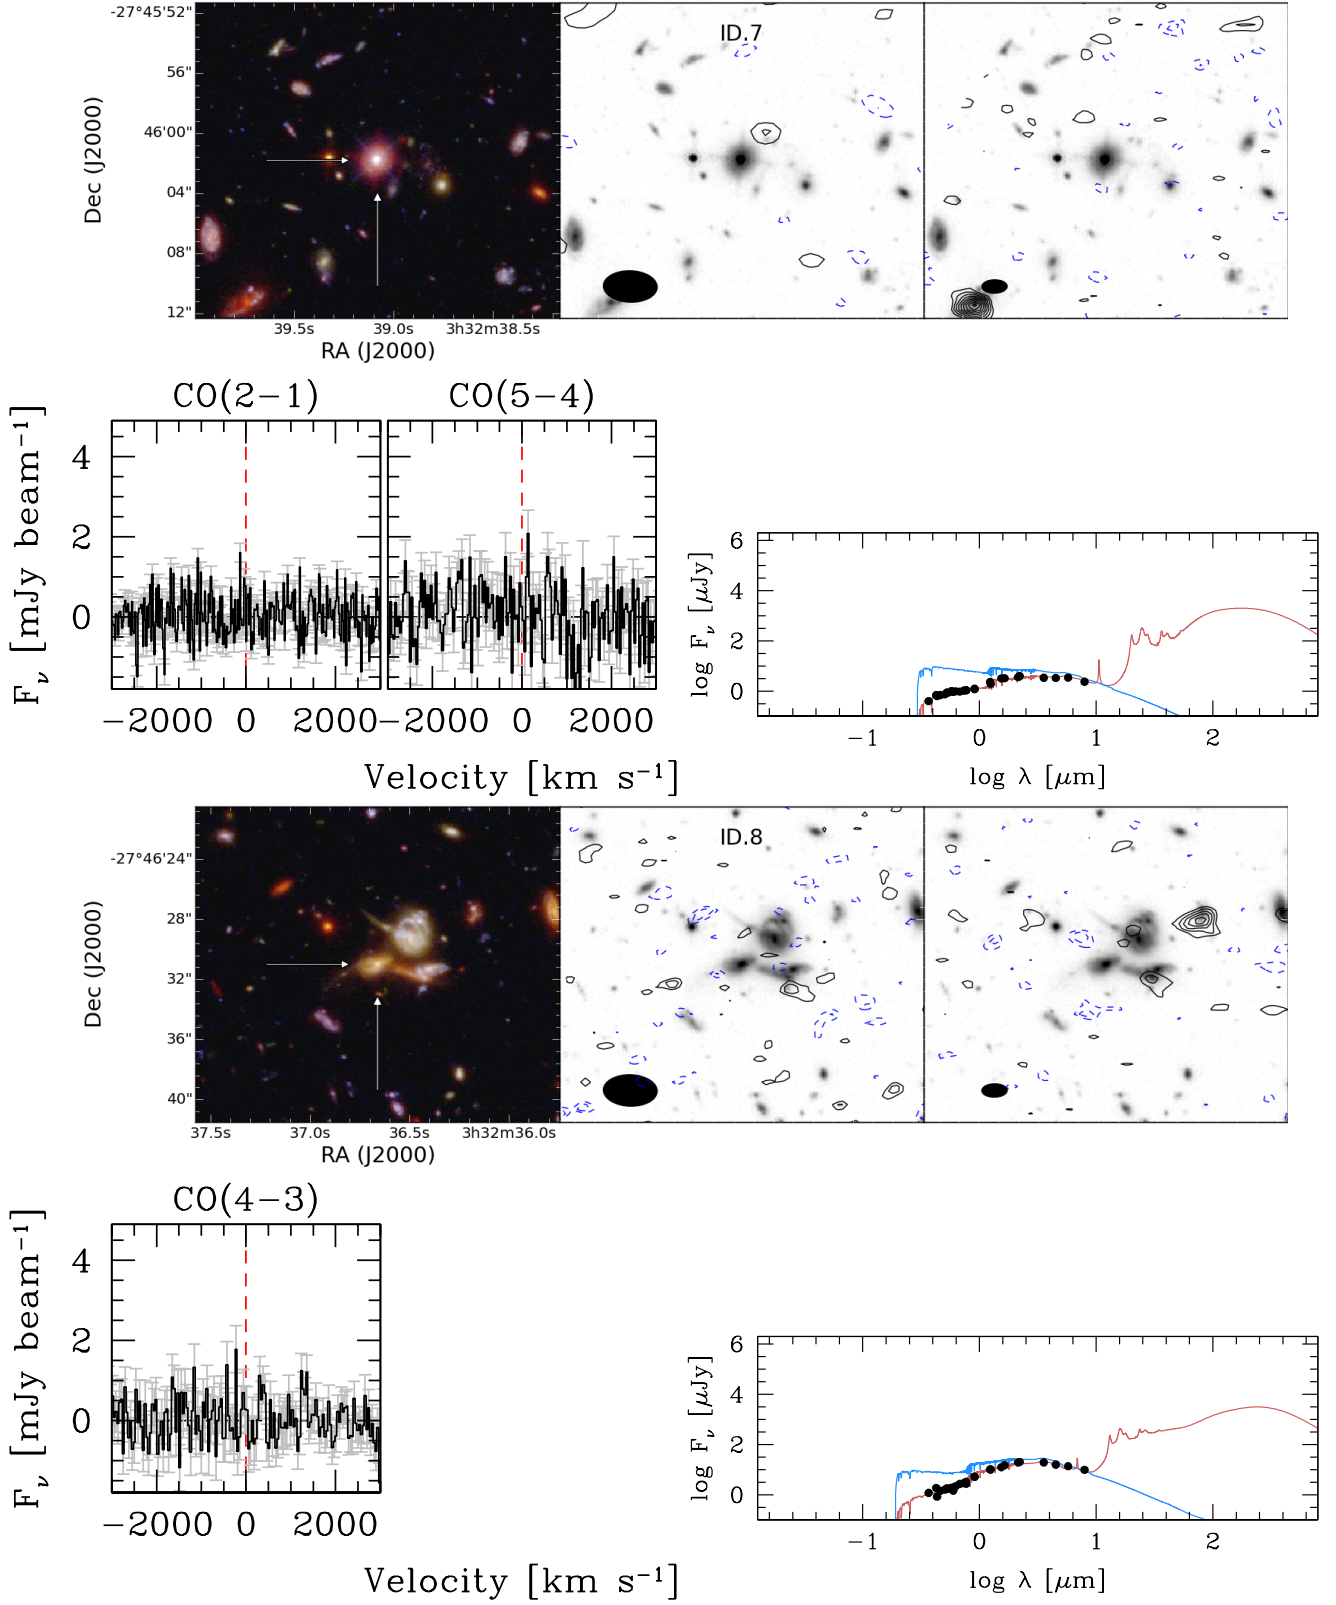 -27°45'52"
56"
46'00"
04"
08"
12"
Dec (J2000)
39.5s 39.0s 3h32m38.5s
RA (J2000)
ID.7
CO(2−1) CO(5−4)
4
2
0
F𝜈 [mJy beam⁻¹]
−2000 0 2000 −2000 0 2000
Velocity [km s⁻¹]
6
4
2
0
log F𝜈 [μJy]
−1 0 1 2
log λ [μm]
-27°46'24"
28"
32"
36"
40"
Dec (J2000)
37.5s 37.0s 36.5s 3h32m36.0s
RA (J2000)
ID.8
CO(4−3)
4
2
0
F𝜈 [mJy beam⁻¹]
−2000 0 2000
Velocity [km s⁻¹]
6
4
2
0
log F𝜈 [μJy]
−1 0 1 2
log λ [μm]